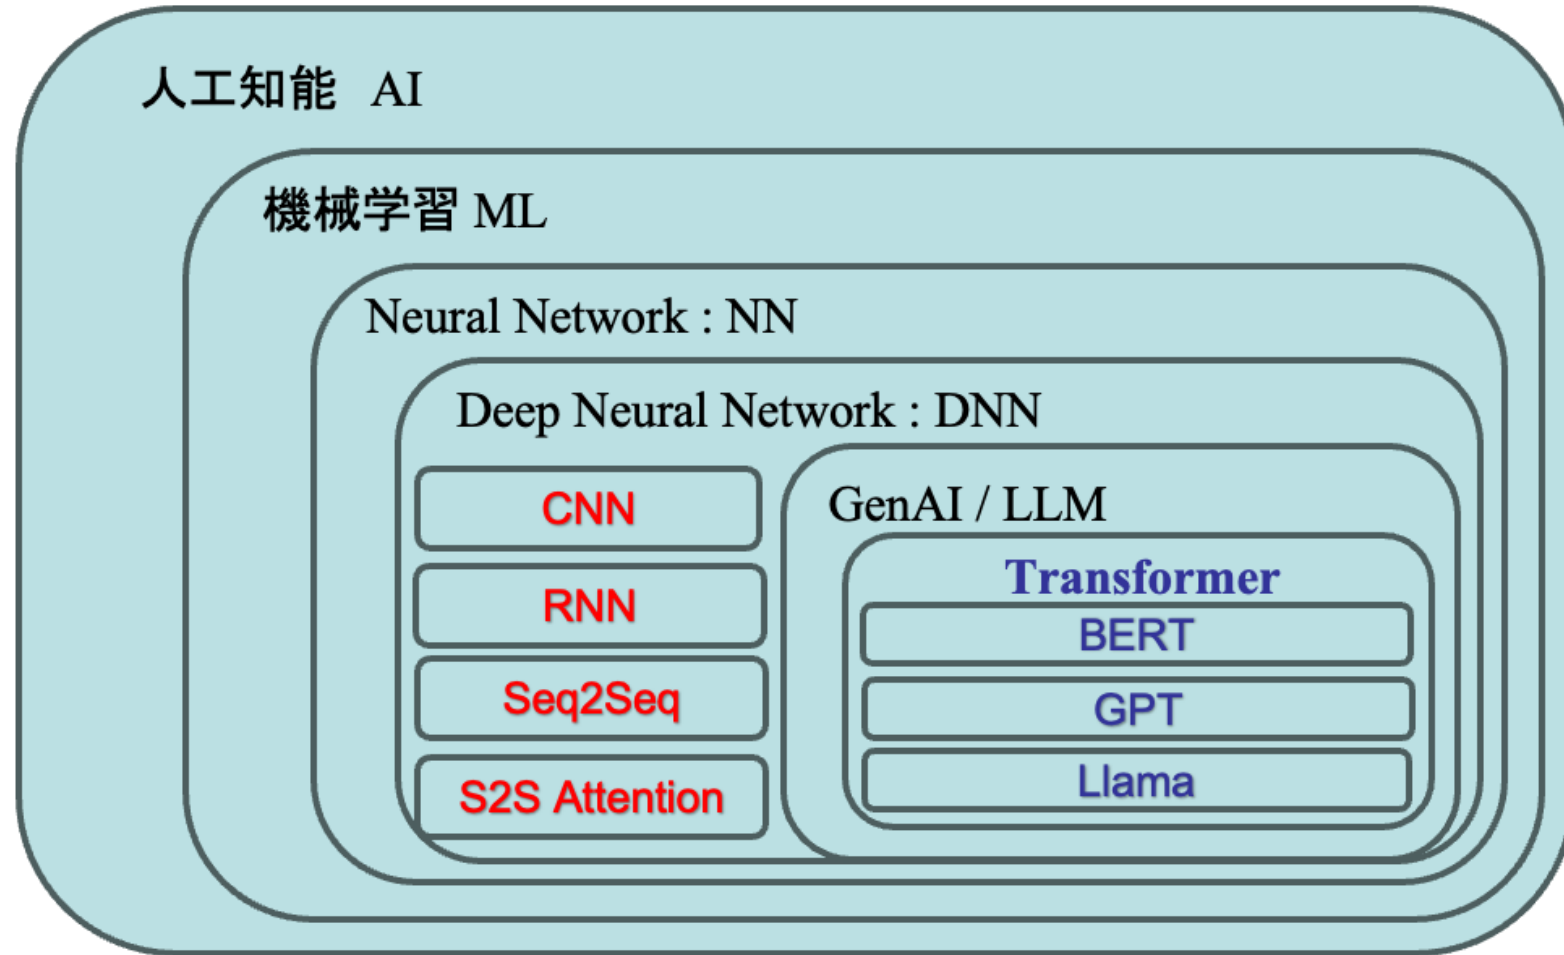 人工知能 AI
機械学習 ML
Neural Network : NN
Deep Neural Network : DNN
CNN
RNN
Seq2Seq
S2S Attention
GenAI / LLM
Transformer
BERT
GPT
Llama